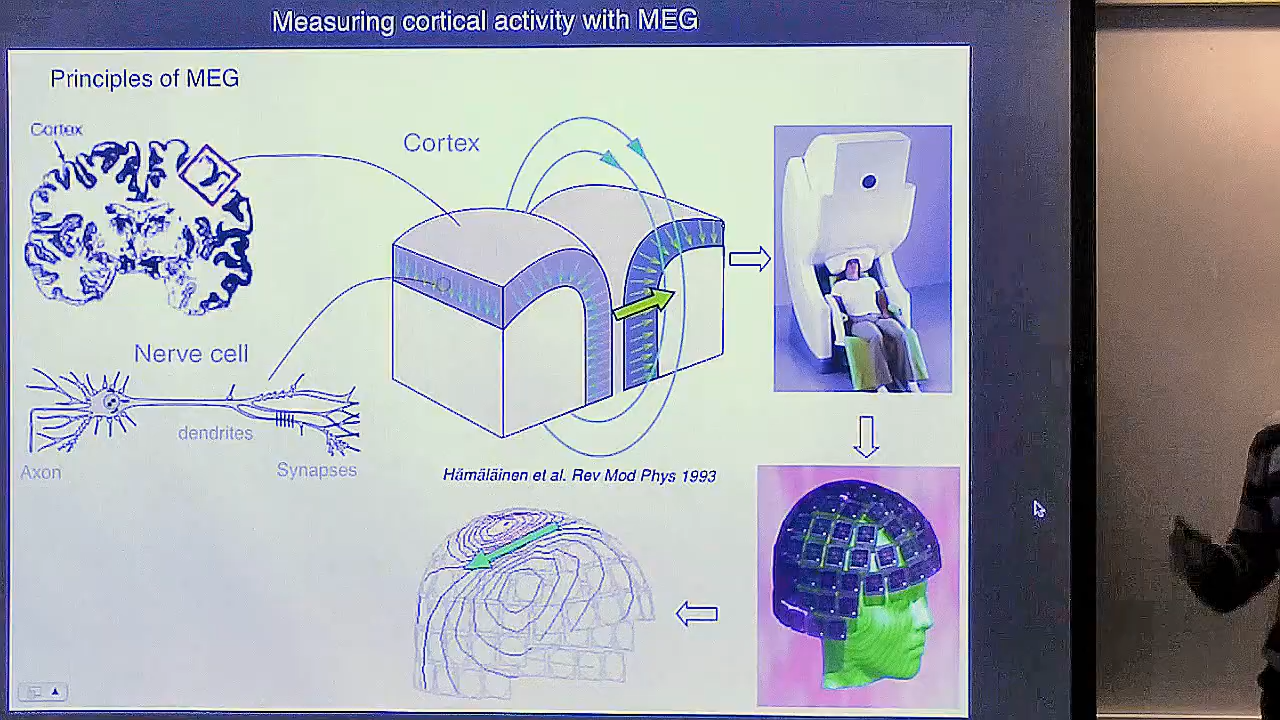 Measuring cortical activity with MEG
Principles of MEG
Cortex
Cortex
Nerve cell
dendrites
Axon
Synapses
Hämäläinen et al. Rev Mod Phys 1993